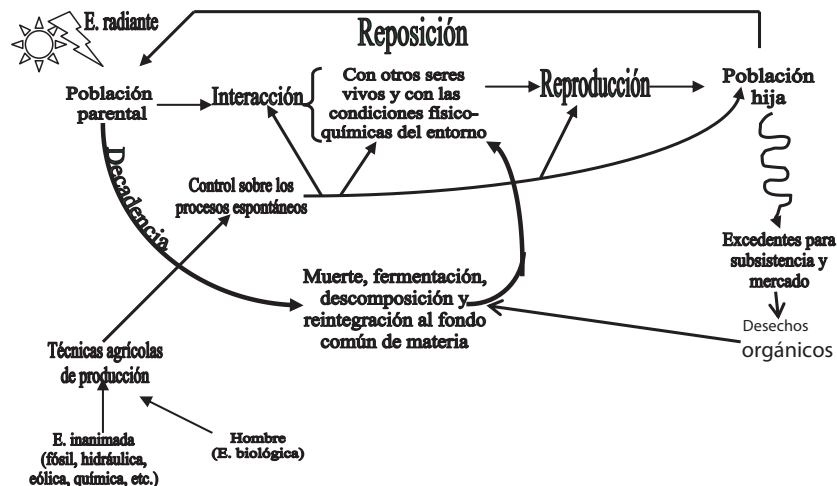 E. radiante
Reposición
Población
parental
Interacción
Con otros seres
vivos y con las
condiciones físico-
químicas del entorno
Reproducción
Población
hija
Decadencia
Control sobre los
procesos espontáneos
Excedentes para
subsistencia y
mercado
Muerte, fermentación,
descomposición y
reintegración al fondo
común de materia
Desechos
orgánicos
Técnicas agrícolas
de producción
E. inanimada
(fósil, hidráulica,
eólica, química, etc.)
Hombre
(E. biológica)